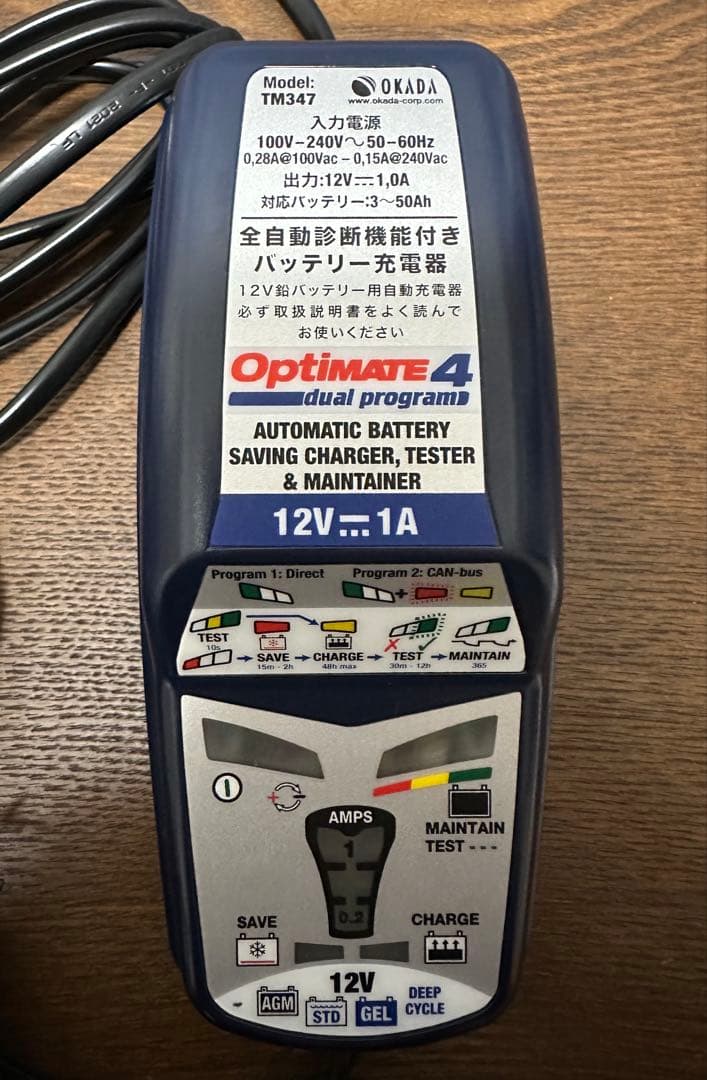 Model:
TM347
OKADA
www.okada-corp.com
入力電源
100V-240V～50-60Hz
0,28A@100Vac – 0,15A@240Vac
出力:12V⎓1,0A
対応バッテリー:3～50Ah
全自動診断機能付き
バッテリー充電器
12V鉛バッテリー用自動充電器
必ず取扱説明書をよく読んで
お使いください
OptiMATE 4
dual program
AUTOMATIC BATTERY
SAVING CHARGER, TESTER
& MAINTAINER
12V⎓1A
Program 1: Direct
Program 2: CAN-bus
+
TEST
10s
SAVE
15m - 2h
CHARGE
48h max
TEST
30m - 12h
MAINTAIN
365
AMPS
1
0.2
MAINTAIN
TEST ---
SAVE
CHARGE
12V
AGM
STD
GEL
DEEP
CYCLE